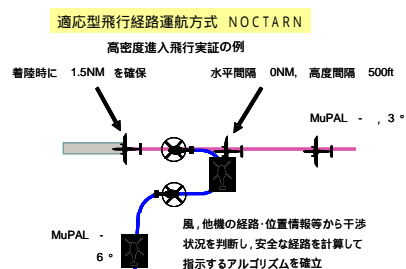 適応型飛行経路運航方式 NOCTARN
高密度進入飛行実証の例
着陸時に 1.5NM を確保
水平間隔 0NM, 高度間隔 500ft
MuPAL - , 3°
MuPAL -
6°
風,他機の経路・位置情報等から干渉
状況を判断し,安全な経路を計算して
指示するアルゴリズムを確立